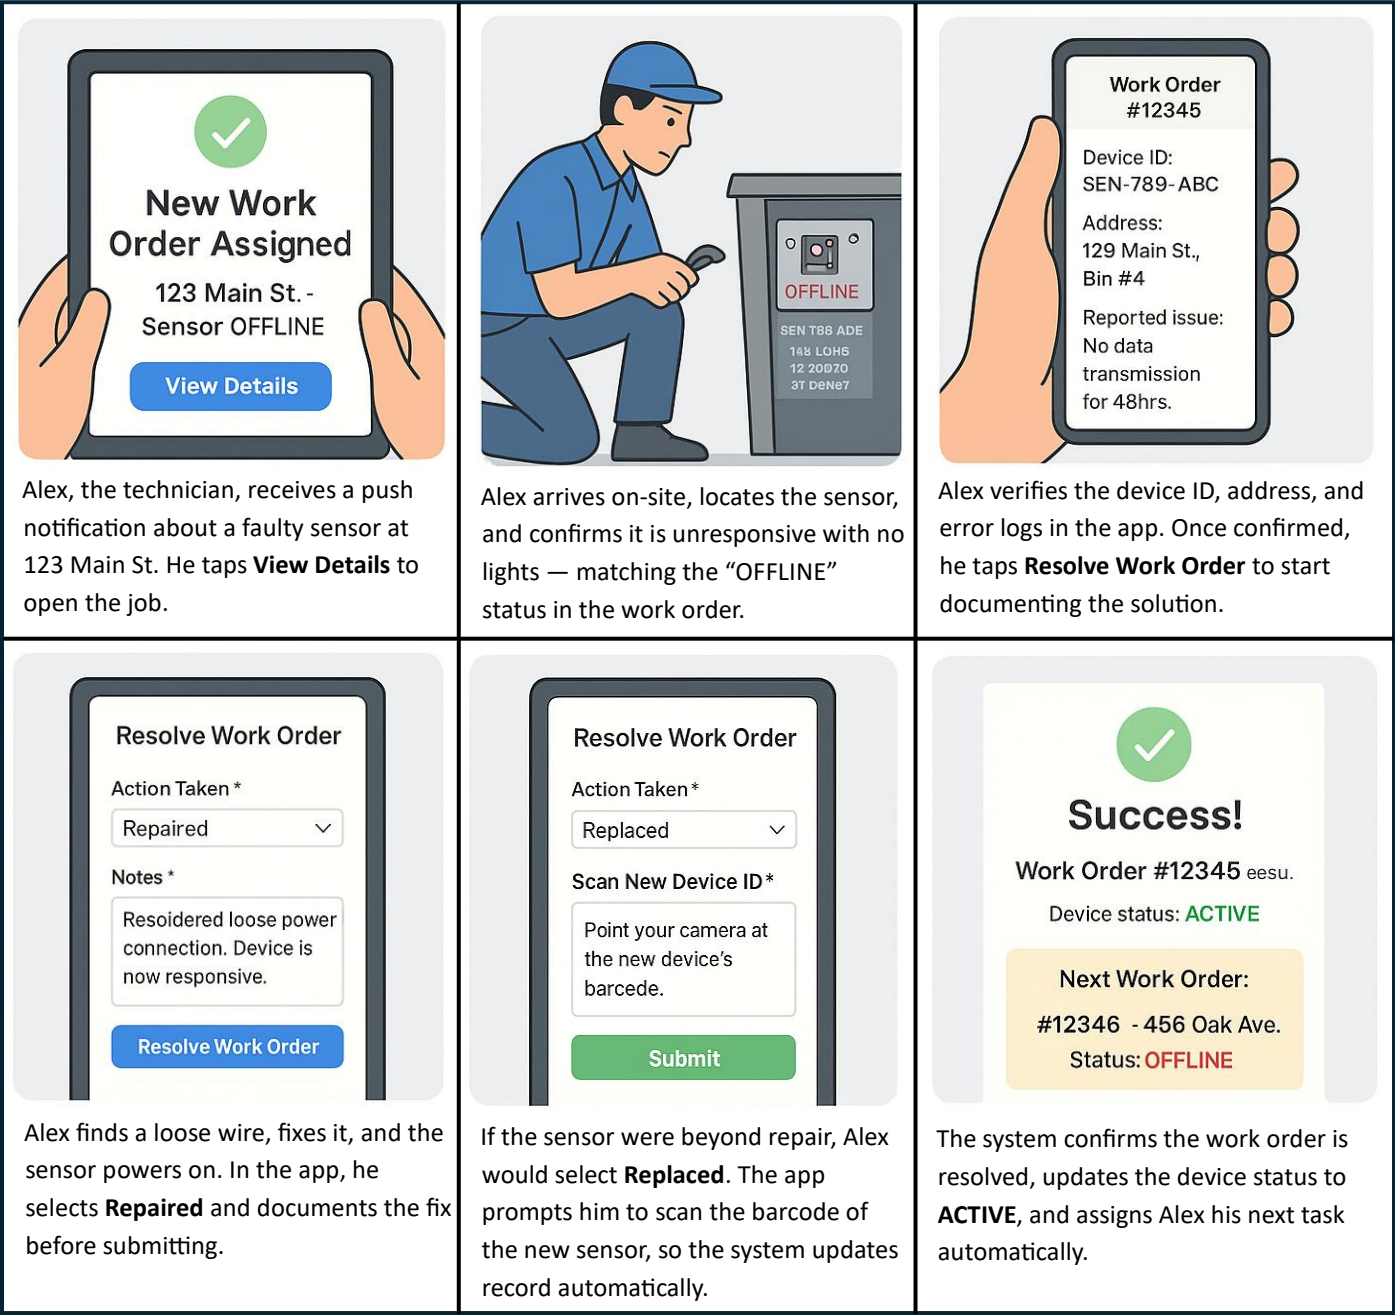 New Work
Order Assigned
123 Main St. -
Sensor OFFLINE
View Details
Alex, the technician, receives a push
notification about a faulty sensor at
123 Main St. He taps View Details to
open the job.
OFFLINE
SEN T88 ADE
148 LOH6
12 20D70
3T DeNe7
Alex arrives on-site, locates the sensor,
and confirms it is unresponsive with no
lights — matching the “OFFLINE”
status in the work order.
Work Order
#12345
Device ID:
SEN-789-ABC
Address:
129 Main St.,
Bin #4
Reported issue:
No data
transmission
for 48hrs.
Alex verifies the device ID, address, and
error logs in the app. Once confirmed,
he taps Resolve Work Order to start
documenting the solution.
Resolve Work Order
Action Taken *
Repaired
Notes *
Resoidered loose power
connection. Device is
now responsive.
Resolve Work Order
Alex finds a loose wire, fixes it, and the
sensor powers on. In the app, he
selects Repaired and documents the fix
before submitting.
Resolve Work Order
Action Taken *
Replaced
Scan New Device ID *
Point your camera at
the new device's
barcede.
Submit
If the sensor were beyond repair, Alex
would select Replaced. The app
prompts him to scan the barcode of
the new sensor, so the system updates
record automatically.
Success!
Work Order #12345 eesu.
Device status: ACTIVE
Next Work Order:
#12346 - 456 Oak Ave.
Status: OFFLINE
The system confirms the work order is
resolved, updates the device status to
ACTIVE, and assigns Alex his next task
automatically.